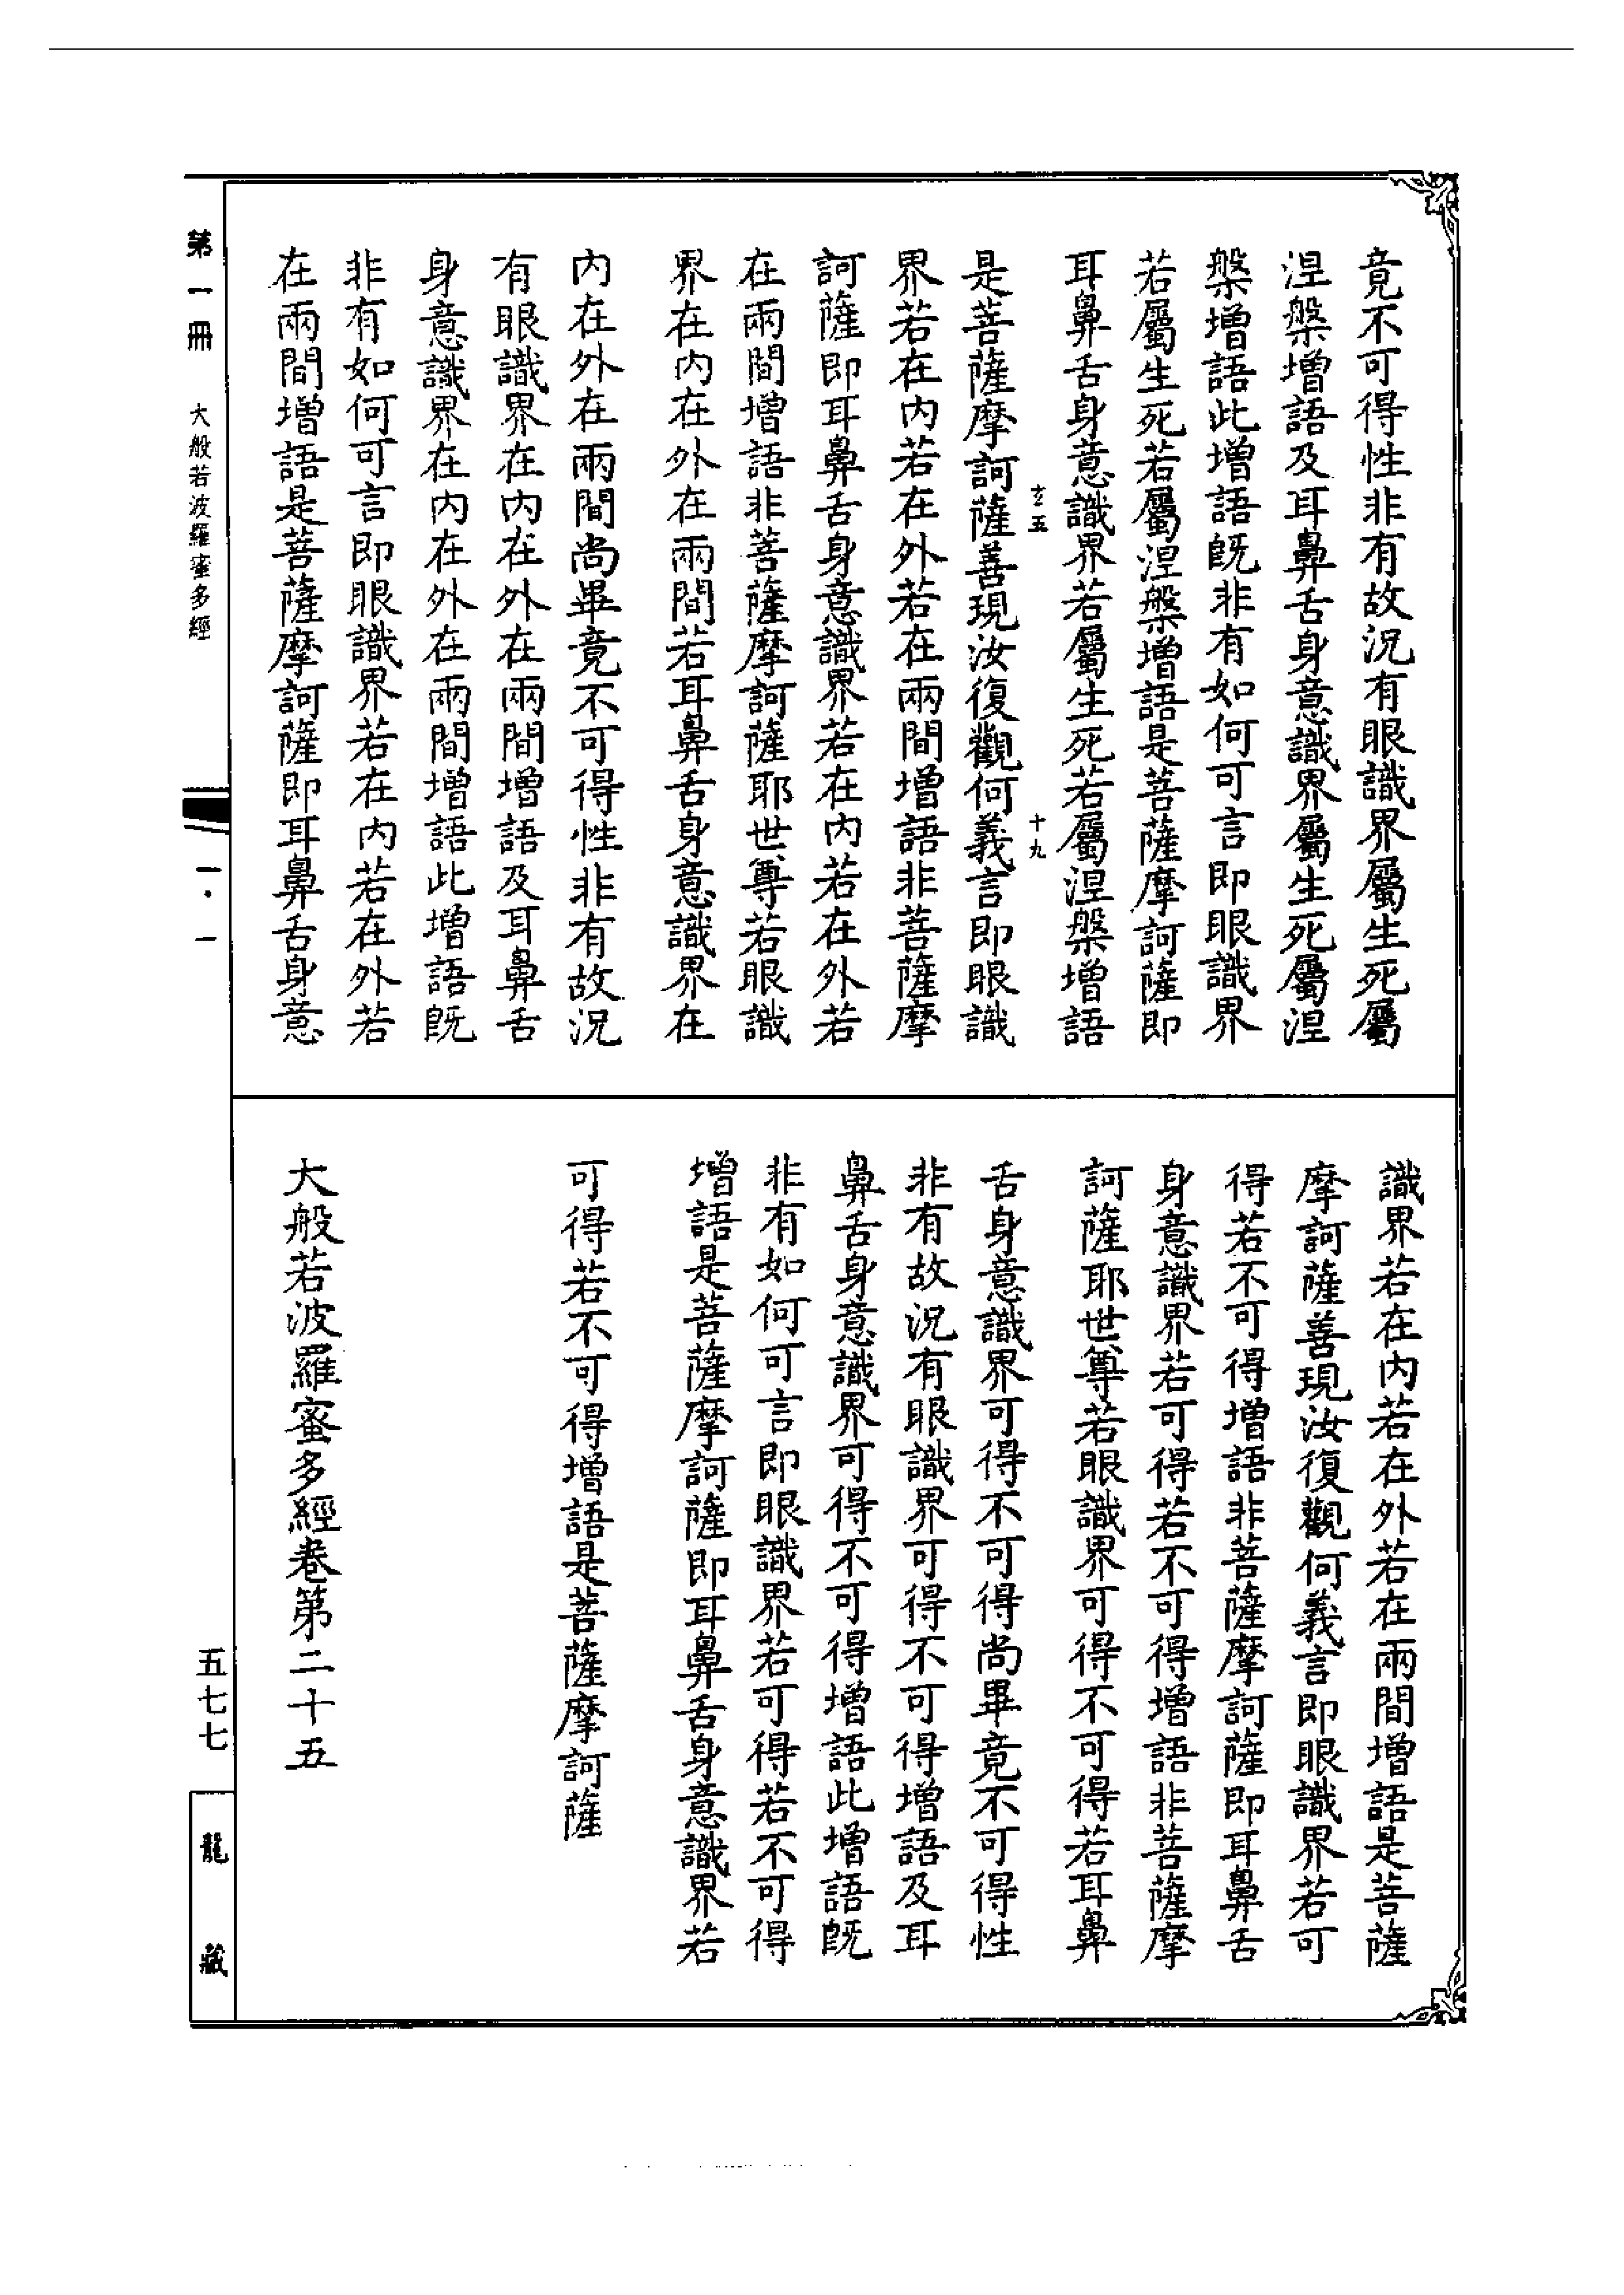 竟不可得性非有故況有眼識界屬生死屬
涅槃增語及耳鼻舌身意識界屬生死屬涅
槃增語此增語旣非有如何可言即眼識界
若屬生死若屬涅槃增語是菩薩摩訶薩即
耳鼻舌身意識界若屬生死若屬涅槃增語
十九
是菩薩摩訶薩善現汝復觀何義言即眼識
界若在内若在外若在兩間增語非菩薩摩
訶薩即耳鼻舌身意識界若在内若在外若
在兩間增語非菩薩摩訶薩耶世尊若眼識
界在内在外在兩間若耳鼻舌身意識界在
内在外在兩間尚畢竟不可得性非有故況
有眼識界在内在外在兩間增語及耳鼻舌
身意識界在内在外在兩間增語此增語旣
非有如何可言即眼識界若在内若在外若
在兩間增語是菩薩摩訶薩即耳鼻舌身意
識界若在内若在外若在兩間增語是菩薩
摩訶薩善現汝復觀何義言即眼識界若可
得若不可得增語非菩薩摩訶薩即耳鼻舌
身意識界若可得若不可得增語非菩薩摩
訶薩耶世尊若眼識界可得不可得若耳鼻
舌身意識界可得不可得尚畢竟不可得性
非有故況有眼識界可得不可得增語及耳
鼻舌身意識界可得不可得增語此增語旣
非有如何可言即眼識界若可得若不可得
增語是菩薩摩訶薩即耳鼻舌身意識界若
可得若不可得增語是菩薩摩訶薩
大般若波羅蜜多經卷第二十五
第一冊 大般若波羅蜜多經 一·一 五七七 龍藏